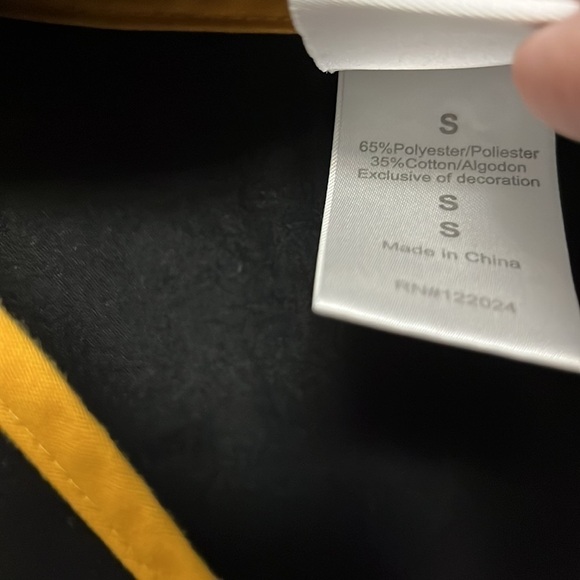 S
65%Polyester/Poliester
35%Cotton/Algodon
Exclusive of decoration
S
S
Made in China
RN#122024